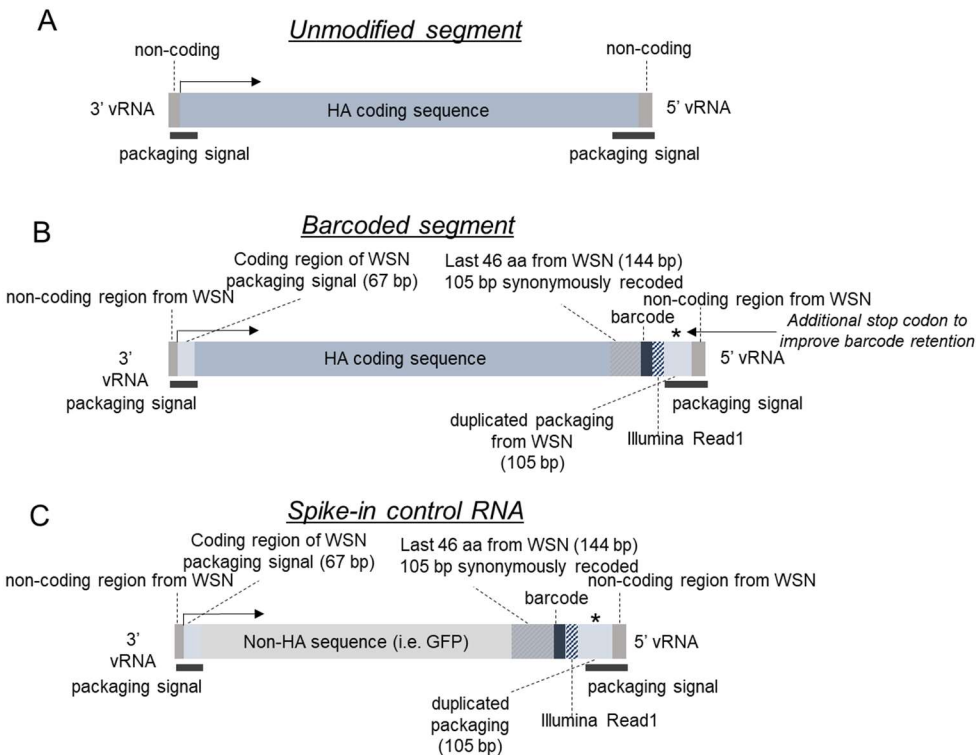 A
Unmodified segment
non-coding
non-coding
3' vRNA
HA coding sequence
5' vRNA
packaging signal
packaging signal
B
Barcoded segment
Coding region of WSN
packaging signal (67 bp)
Last 46 aa from WSN (144 bp)
105 bp synonymously recoded
non-coding region from WSN
non-coding region from WSN
barcode
*
Additional stop codon to
improve barcode retention
3'
vRNA
HA coding sequence
5' vRNA
packaging signal
packaging signal
duplicated packaging
from WSN
(105 bp)
Illumina Read1
C
Spike-in control RNA
Coding region of WSN
packaging signal (67 bp)
Last 46 aa from WSN (144 bp)
105 bp synonymously recoded
non-coding region from WSN
non-coding region from WSN
barcode
*
3'
vRNA
Non-HA sequence (i.e. GFP)
5' vRNA
packaging signal
packaging signal
duplicated
packaging
(105 bp)
Illumina Read1